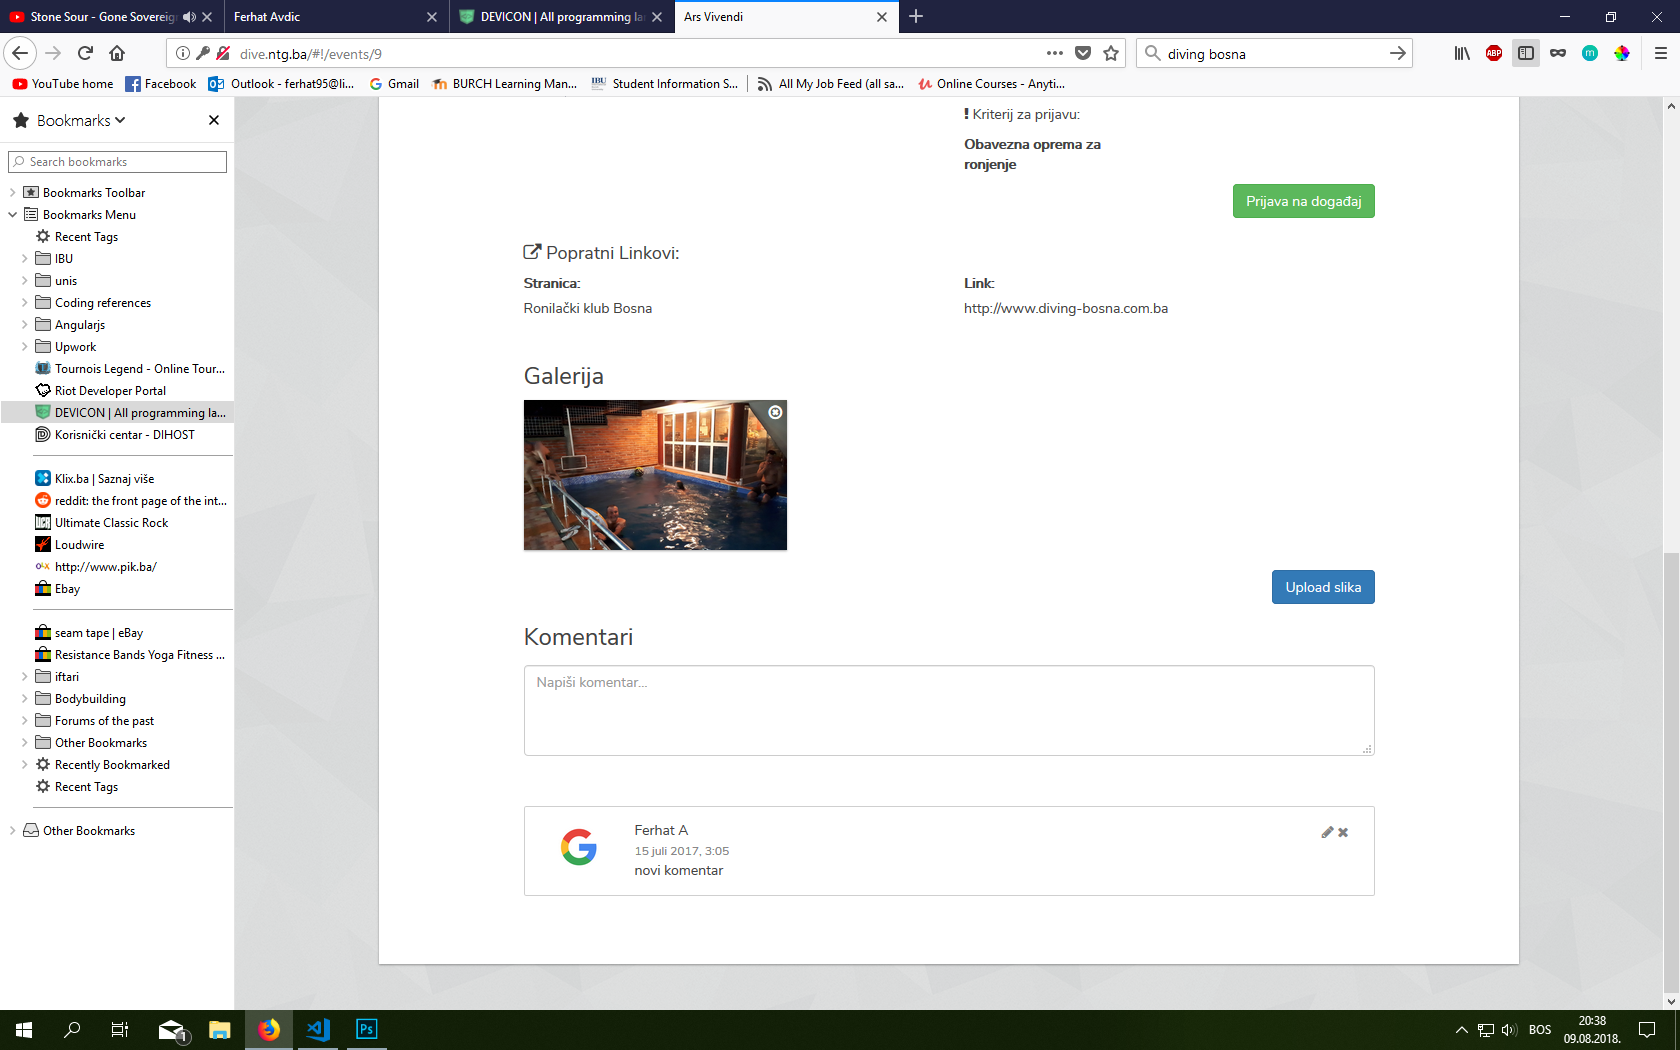 Stone Sour - Gone Sovereign
Ferhat Avdic
DEVICON | All programming la
Ars Vivendi
dive.ntg.ba/#!/events/9
diving bosna
ABP
m
YouTube home
Facebook
Outlook - ferhat95@li...
Gmail
BURCH Learning Man...
IBU
Student Information S...
All My Job Feed (all sa...
Online Courses - Anyti...
Bookmarks
Search bookmarks
Bookmarks Toolbar
Bookmarks Menu
Recent Tags
IBU
unis
Coding references
Angularjs
Upwork
Tournois Legend - Online Tour...
Riot Developer Portal
DEVICON | All programming la...
Korisnički centar - DIHOST
Klix.ba | Saznaj više
reddit: the front page of the int...
Ultimate Classic Rock
Loudwire
OLX
http://www.pik.ba/
Ebay
seam tape | eBay
Resistance Bands Yoga Fitness ...
iftari
Bodybuilding
Forums of the past
Other Bookmarks
Recently Bookmarked
Recent Tags
Other Bookmarks
! Kriterij za prijavu:
Obavezna oprema za
ronjenje
Prijava na događaj
Popratni Linkovi:
Stranica:
Link:
Ronilački klub Bosna
http://www.diving-bosna.com.ba
Galerija
Upload slika
Komentari
Napiši komentar...
Ferhat A
15 juli 2017, 3:05
novi komentar
1
Ps
BOS
20:38
09.08.2018.